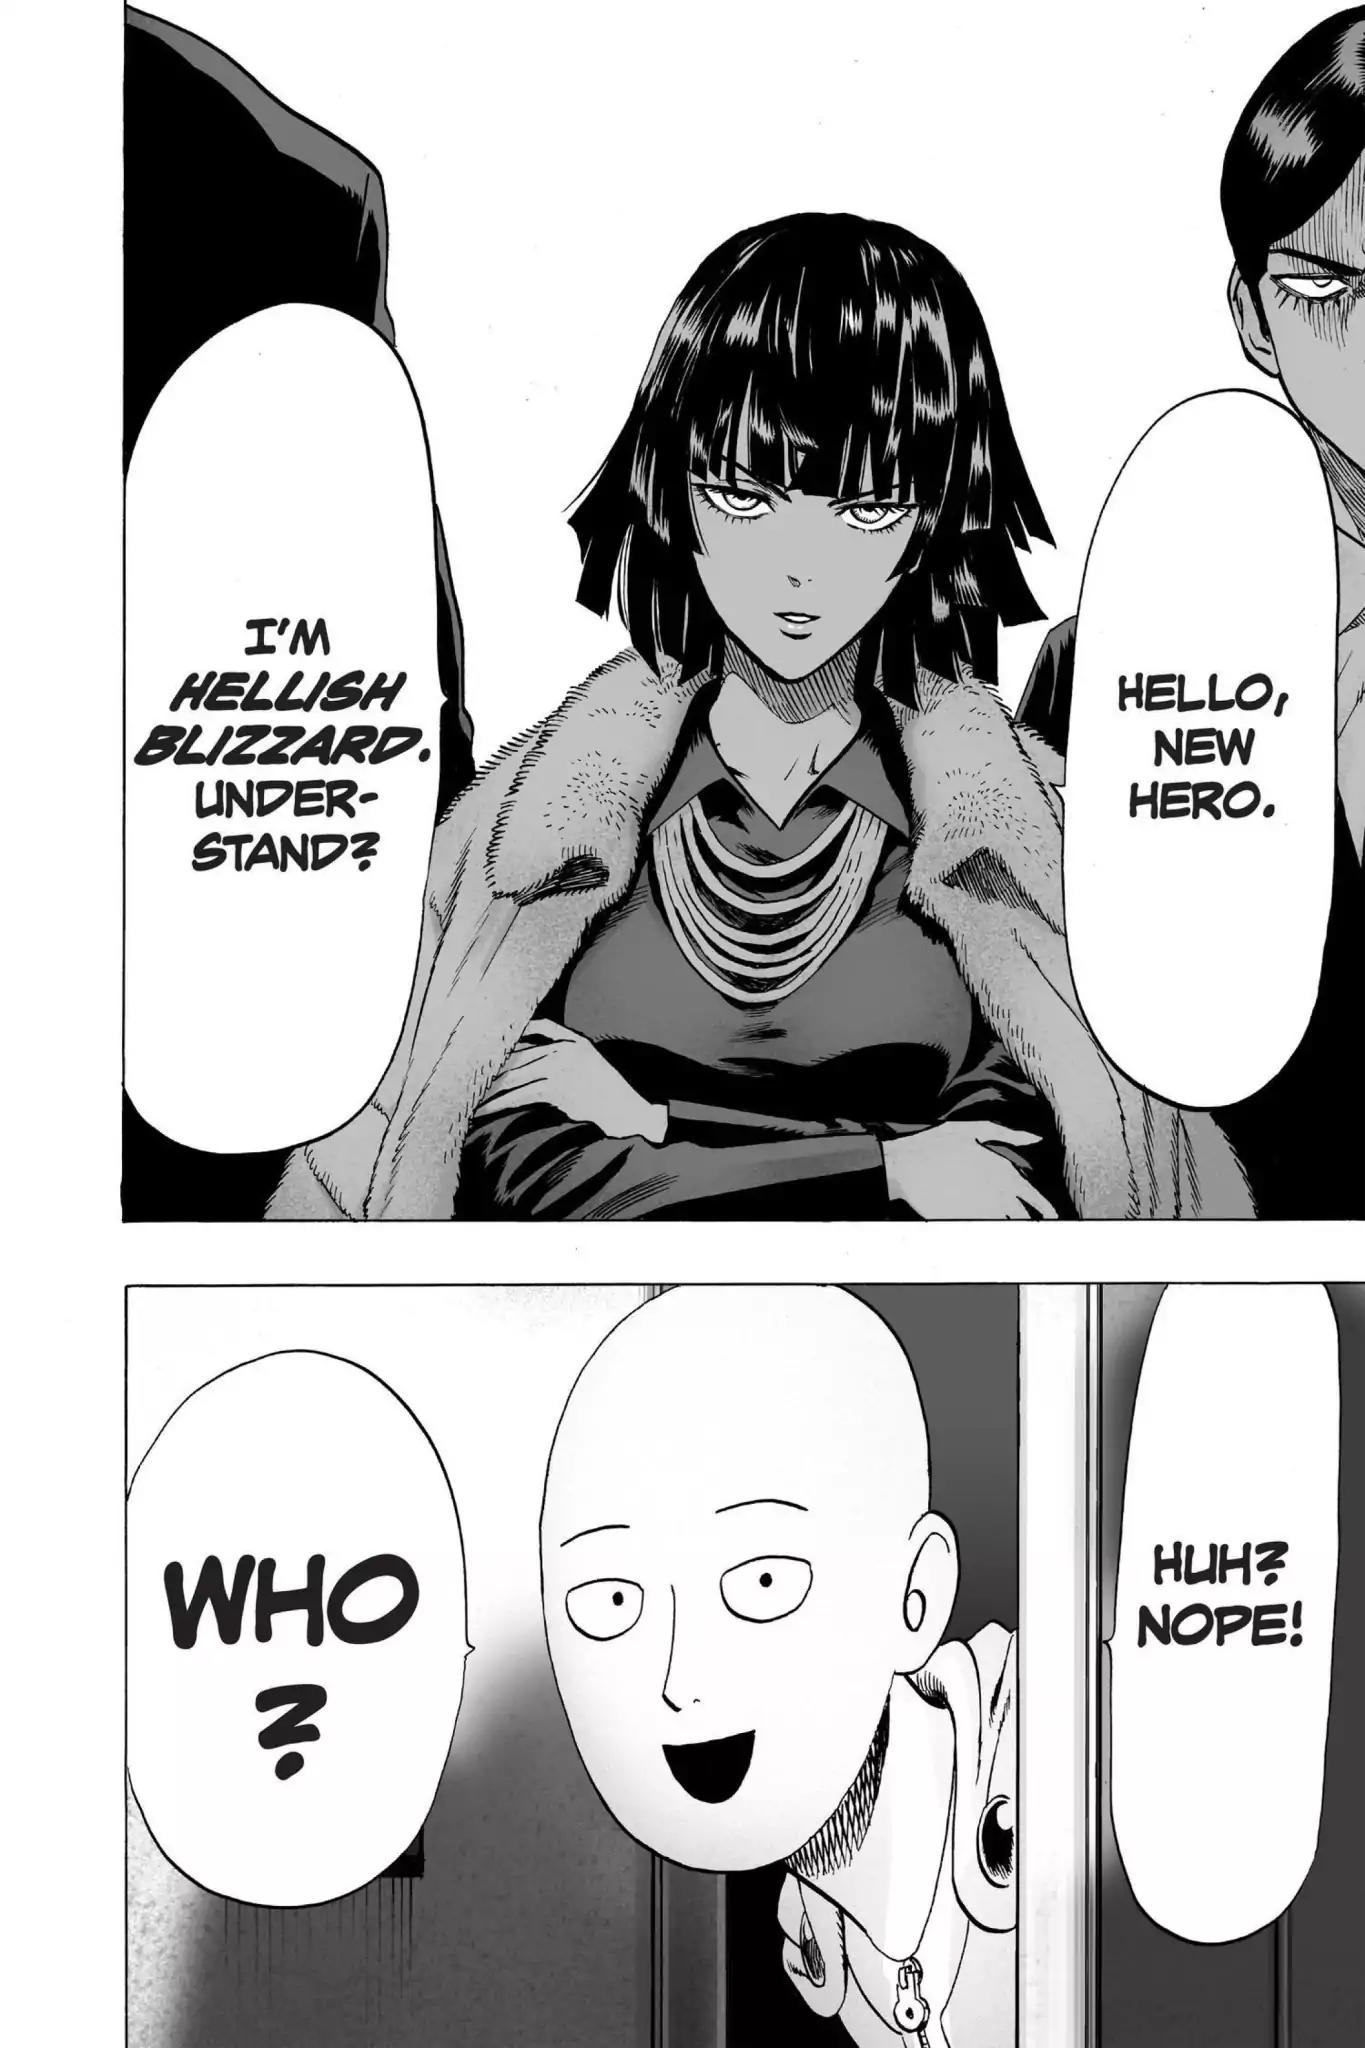 HELLO,
NEW
HERO.
I'M
HELLISH
BLIZZARD.
UNDER-
STAND?
HUH?
NOPE!
WHO
?